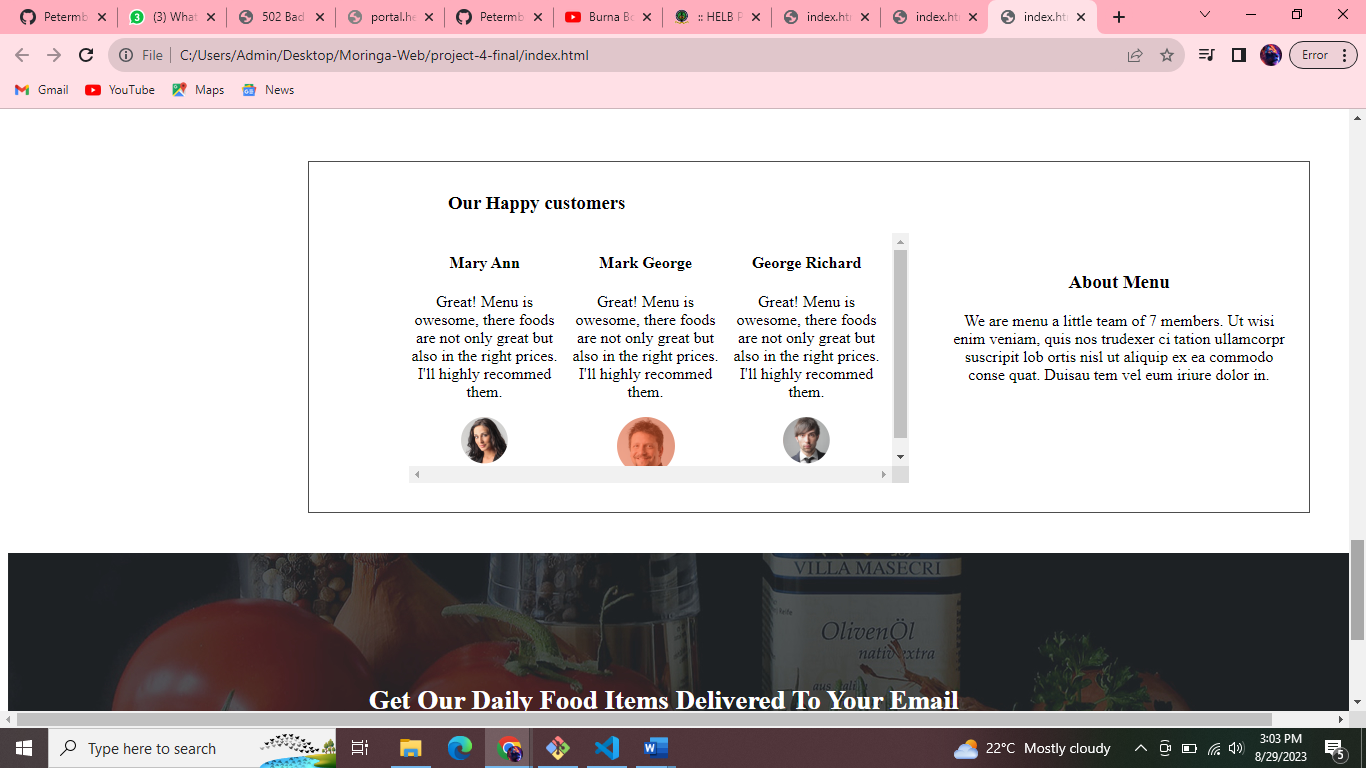 Petermb
(3) What
502 Bad
portal.he
Petermb
Burna Bo
:: HELB P
index.ht
index.ht
index.ht
File
C:/Users/Admin/Desktop/Moringa-Web/project-4-final/index.html
Error
Gmail
YouTube
Maps
News
Our Happy customers
Mary Ann
Great! Menu is
owesome, there foods
are not only great but
also in the right prices.
I'll highly recommed
them.
Mark George
Great! Menu is
owesome, there foods
are not only great but
also in the right prices.
I'll highly recommed
them.
George Richard
Great! Menu is
owesome, there foods
are not only great but
also in the right prices.
I'll highly recommed
them.
About Menu
We are menu a little team of 7 members. Ut wisi
enim veniam, quis nos trudexer ci tation ullamcorpr
suscripit lob ortis nisl ut aliquip ex ea commodo
conse quat. Duisau tem vel eum iriure dolor in.
VILLA MASECRI
OlivenÖl
nativ extra
Get Our Daily Food Items Delivered To Your Email
Type here to search
22°C Mostly cloudy
3:03 PM
8/29/2023
5